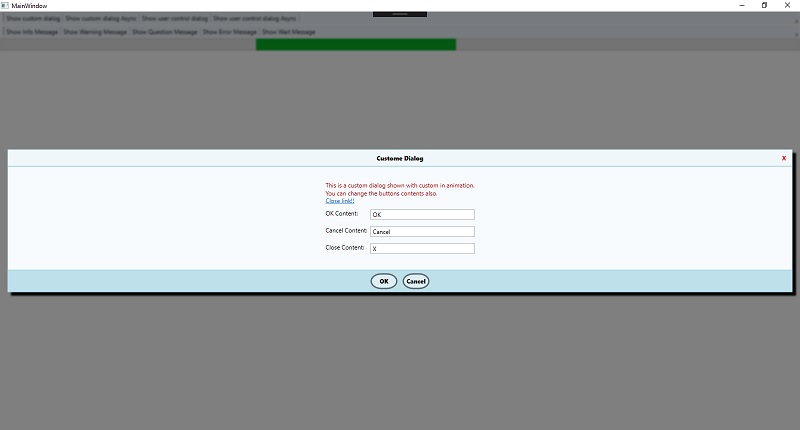 MainWindow
Show custom dialog Show custom dialog Async Show user control dialog Show user control dialog Async
Show Info Message Show Warning Message Show Question Message Show Error Message Show Wait Message
Custome Dialog X
This is a custom dialog shown with custom in animation.
You can change the buttons contents also.
Close link!!
OK Content: OK
Cancel Content: Cancel
Close Content: X
OK Cancel